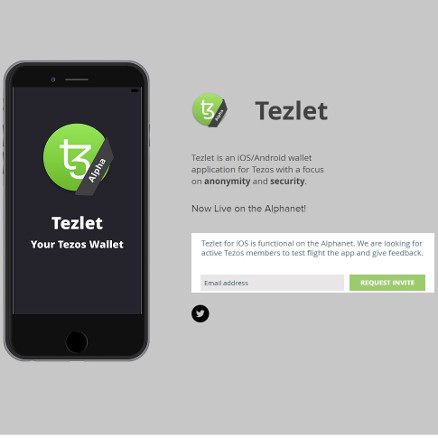 Alpha
Tezlet
Your Tezos Wallet
Alpha
Tezlet
Tezlet is an iOS/Android wallet
application for Tezos with a focus
on anonymity and security.
Now Live on the Alphanet!
Tezlet for iOS is functional on the Alphanet. We are looking for
active Tezos members to test flight the app and give feedback.
Email address
REQUEST INVITE